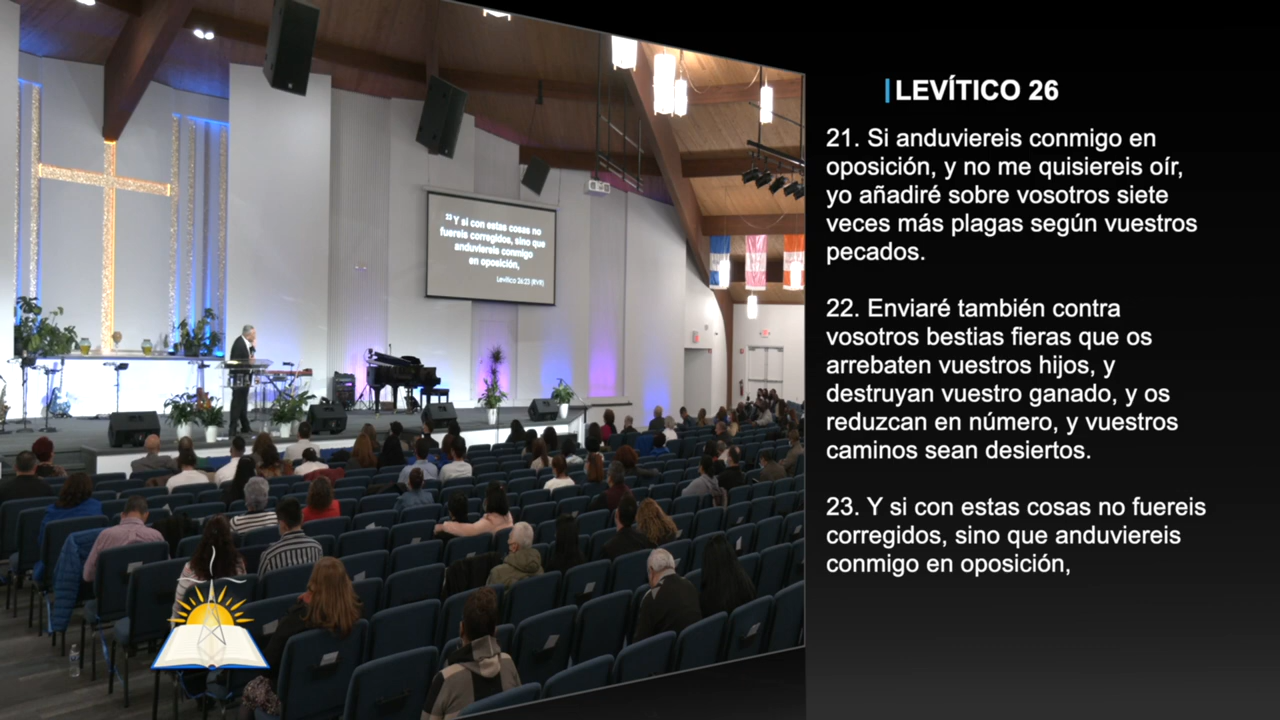 LEVÍTICO 26
21. Si anduviereis conmigo en
oposición, y no me quisiereis oír,
yo añadiré sobre vosotros siete
veces más plagas según vuestros
pecados.
22. Enviaré también contra
vosotros bestias fieras que os
arrebaten vuestros hijos, y
destruyan vuestro ganado, y os
reduzcan en número, y vuestros
caminos sean desiertos.
23. Y si con estas cosas no fuereis
corregidos, sino que anduviereis
conmigo en oposición,
23 Y si con estas cosas no
fuereis corregidos, sino que
anduviereis conmigo
en oposición,
Levítico 26:23 (RVR)